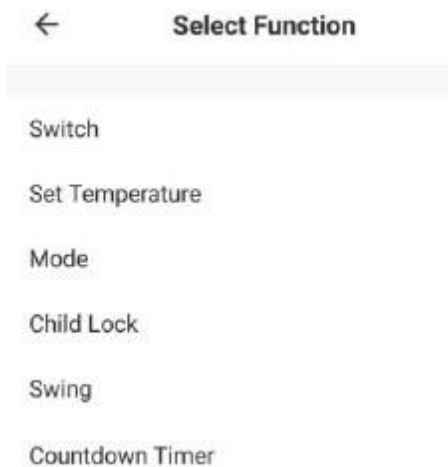 Select Function
Switch
Set Temperature
Mode
Child Lock
Swing
Countdown Timer